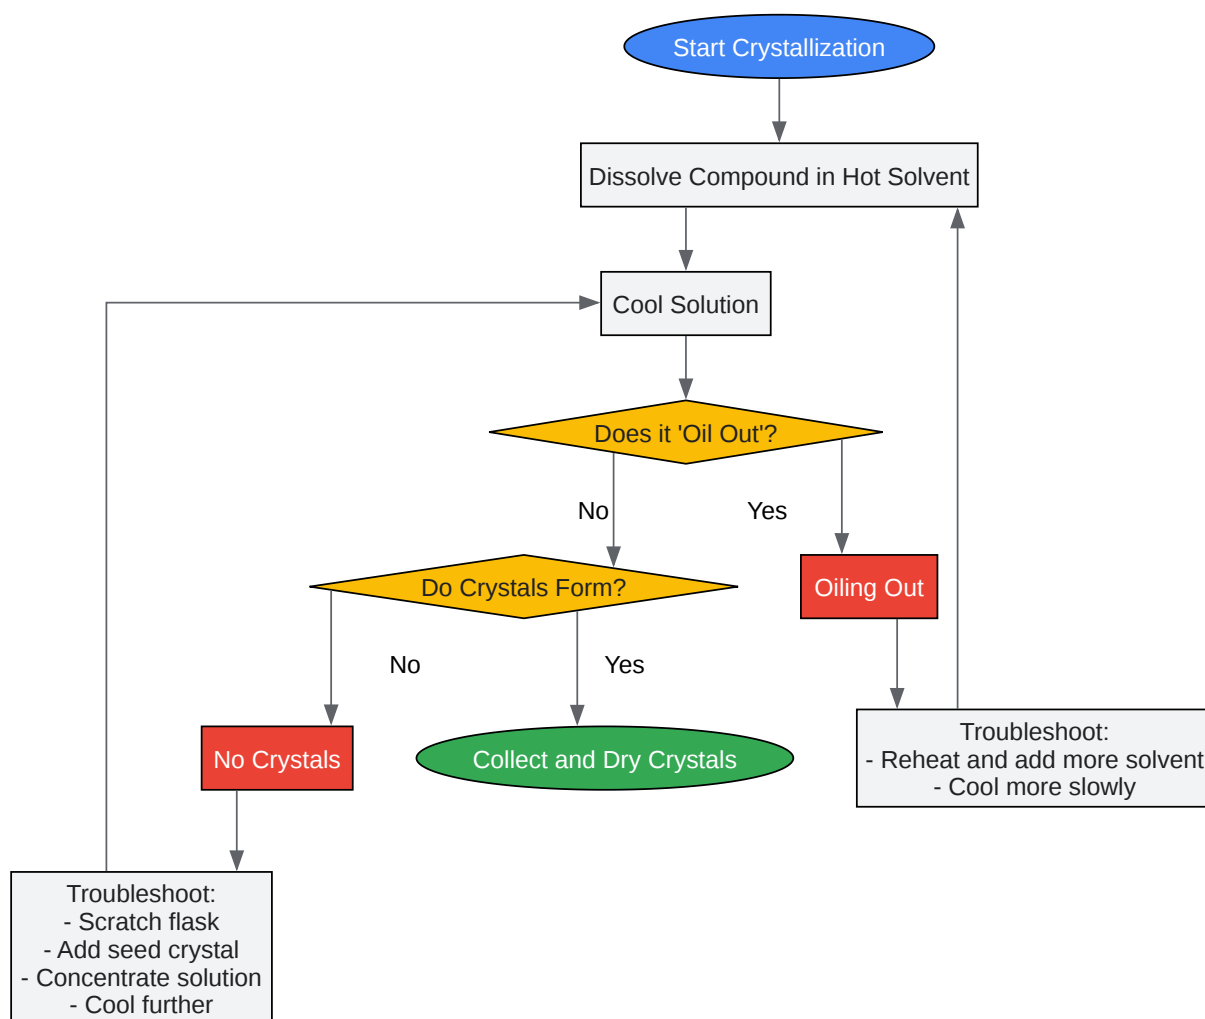 Start Crystallization
Dissolve Compound in Hot Solvent
Cool Solution
Does it 'Oil Out'?
No
Yes
Do Crystals Form?
Oiling Out
No
Yes
No Crystals
Collect and Dry Crystals
Troubleshoot:
- Reheat and add more solvent
- Cool more slowly
Troubleshoot:
- Scratch flask
- Add seed crystal
- Concentrate solution
- Cool further